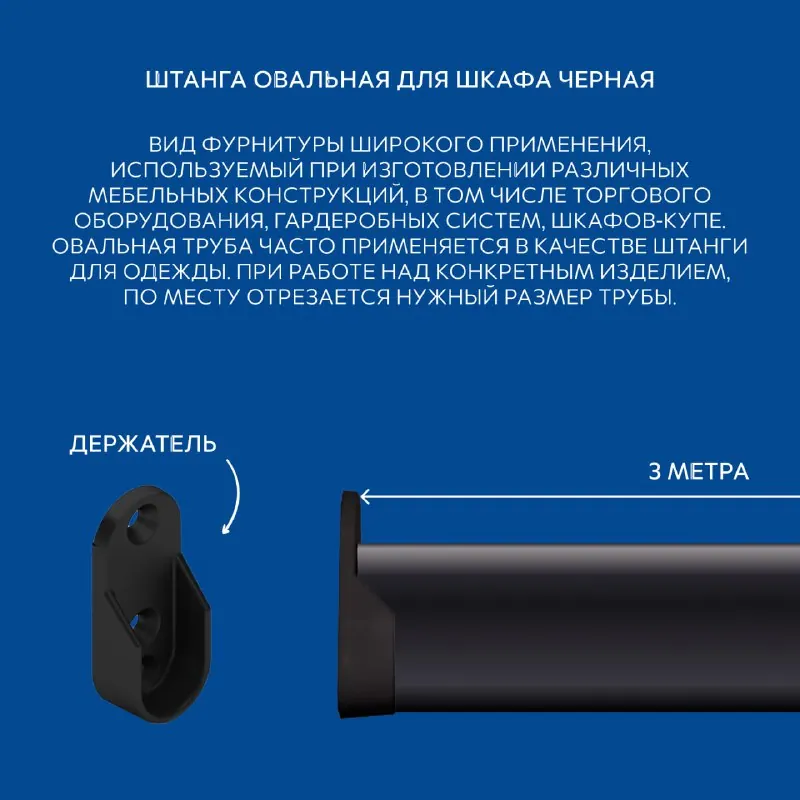 ШТАНГА ОВАЛЬНАЯ ДЛЯ ШКАФА ЧЕРНАЯ
ВИД ФУРНИТУРЫ ШИРОКОГО ПРИМЕНЕНИЯ,
ИСПОЛЬЗУЕМЫЙ ПРИ ИЗГОТОВЛЕНИИ РАЗЛИЧНЫХ
МЕБЕЛЬНЫХ КОНСТРУКЦИЙ, В ТОМ ЧИСЛЕ ТОРГОВОГО
ОБОРУДОВАНИЯ, ГАРДЕРОБНЫХ СИСТЕМ, ШКАФОВ-КУПЕ.
ОВАЛЬНАЯ ТРУБА ЧАСТО ПРИМЕНЯЕТСЯ В КАЧЕСТВЕ ШТАНГИ
ДЛЯ ОДЕЖДЫ. ПРИ РАБОТЕ НАД КОНКРЕТНЫМ ИЗДЕЛИЕМ,
ПО МЕСТУ ОТРЕЗАЕТСЯ НУЖНЫЙ РАЗМЕР ТРУБЫ.
ДЕРЖАТЕЛЬ
3 МЕТРА